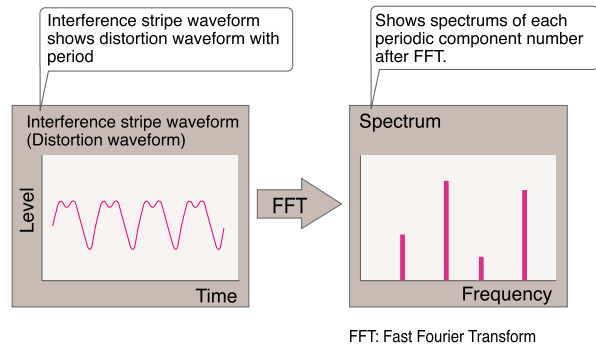 Interference stripe waveform
shows distortion waveform with
period
Shows spectrums of each
periodic component number
after FFT.
Interference stripe waveform
(Distortion waveform)
Level
Time
FFT
Spectrum
Frequency
FFT: Fast Fourier Transform